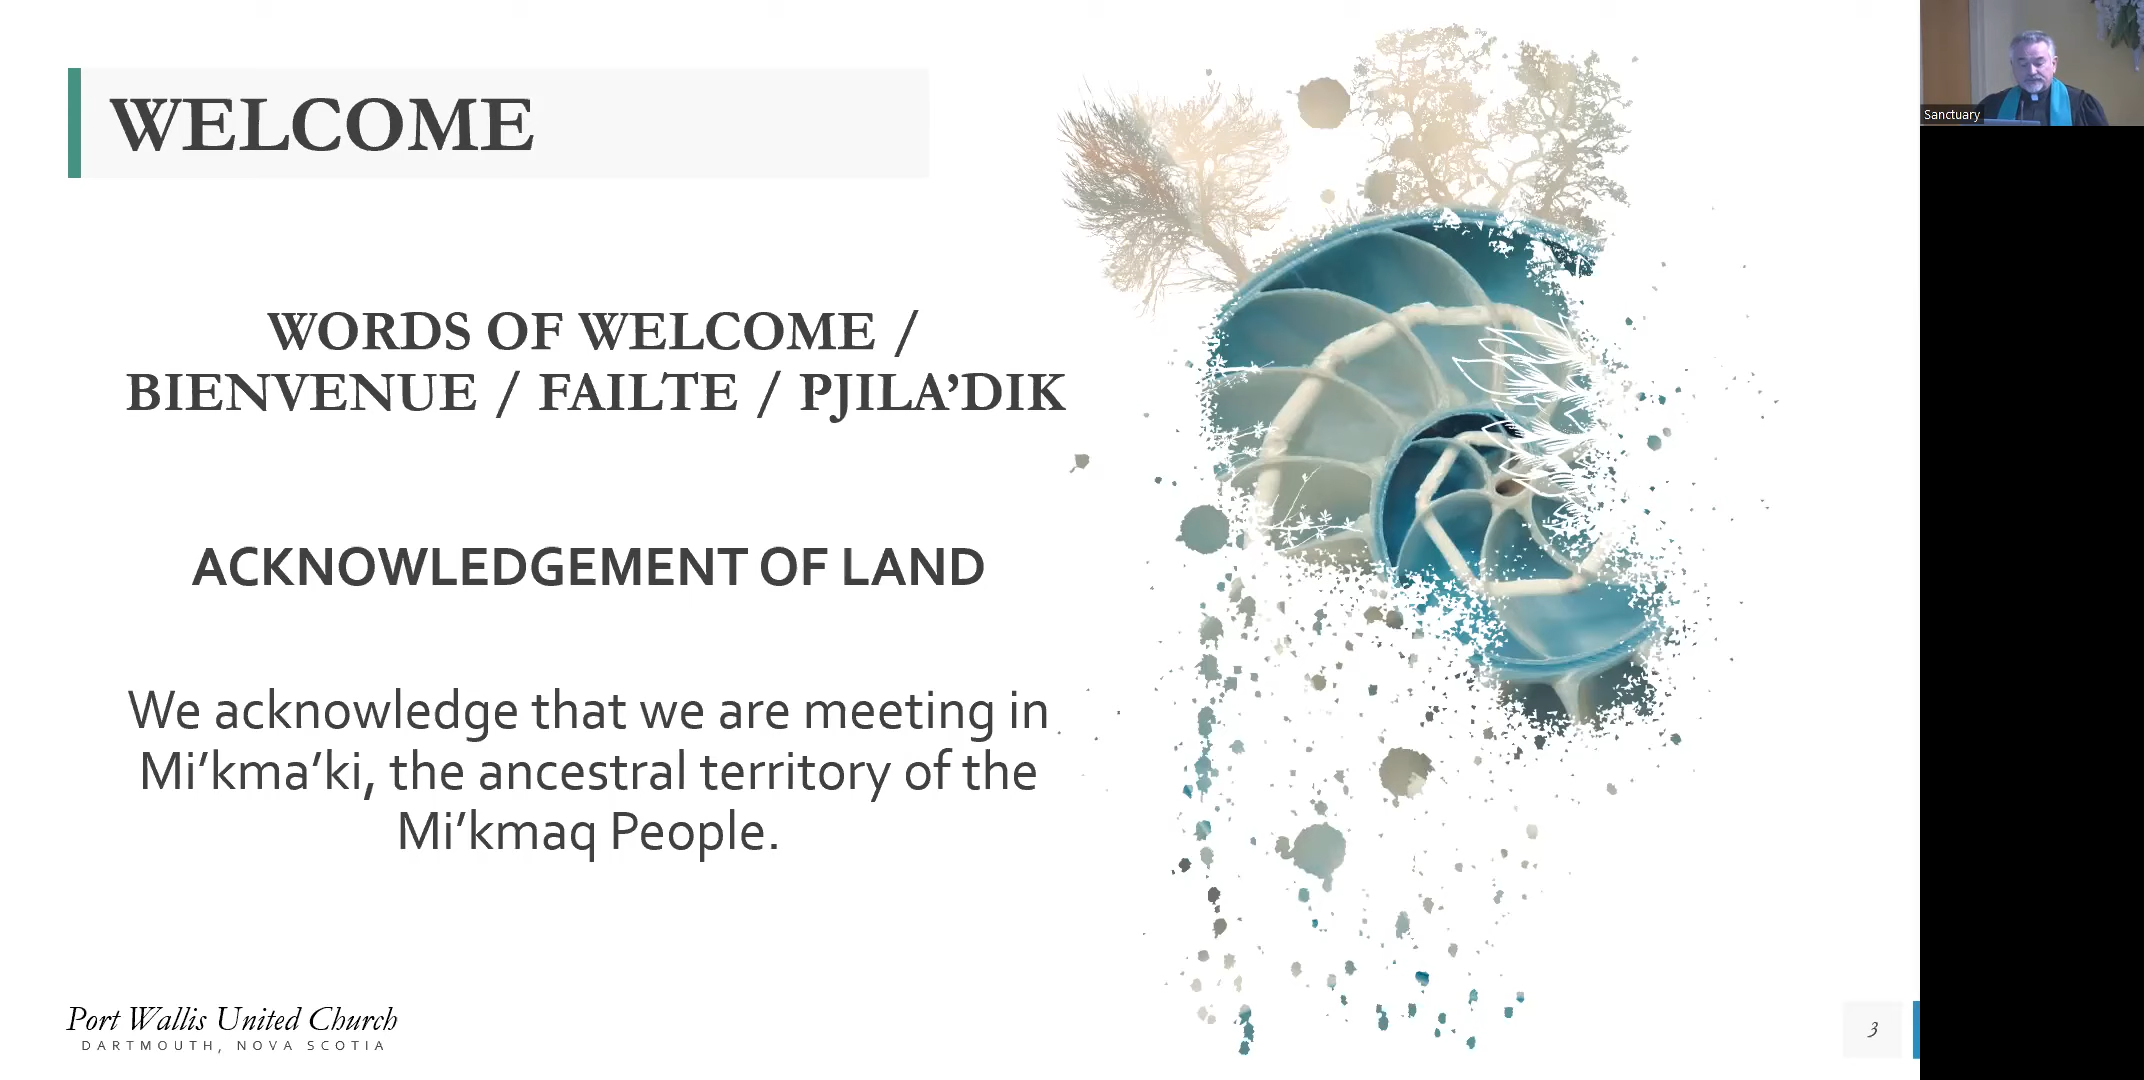 WELCOME
WORDS OF WELCOME /
BIENVENUE / FAILTE / PJILA’DIK
ACKNOWLEDGEMENT OF LAND
We acknowledge that we are meeting in
Mi’kma’ki, the ancestral territory of the
Mi’kmaq People.
Port Wallis United Church
DARTMOUTH, NOVA SCOTIA
3
Sanctuary